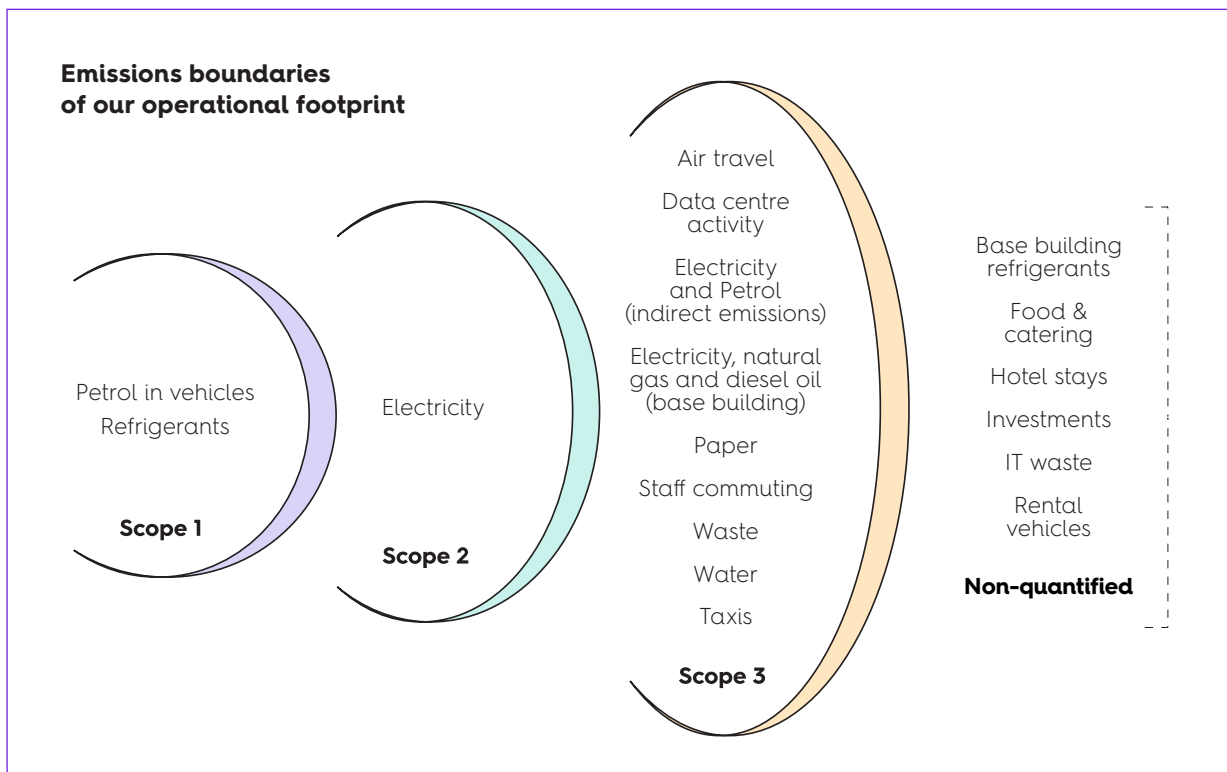 Emissions boundaries
of our operational footprint
Petrol in vehicles
Refrigerants
Scope 1
Electricity
Scope 2
Air travel
Data centre
activity
Electricity
and Petrol
(indirect emissions)
Electricity, natural
gas and diesel oil
(base building)
Paper
Staff commuting
Waste
Water
Taxis
Scope 3
Base building
refrigerants
Food &
catering
Hotel stays
Investments
IT waste
Rental
vehicles
Non-quantified